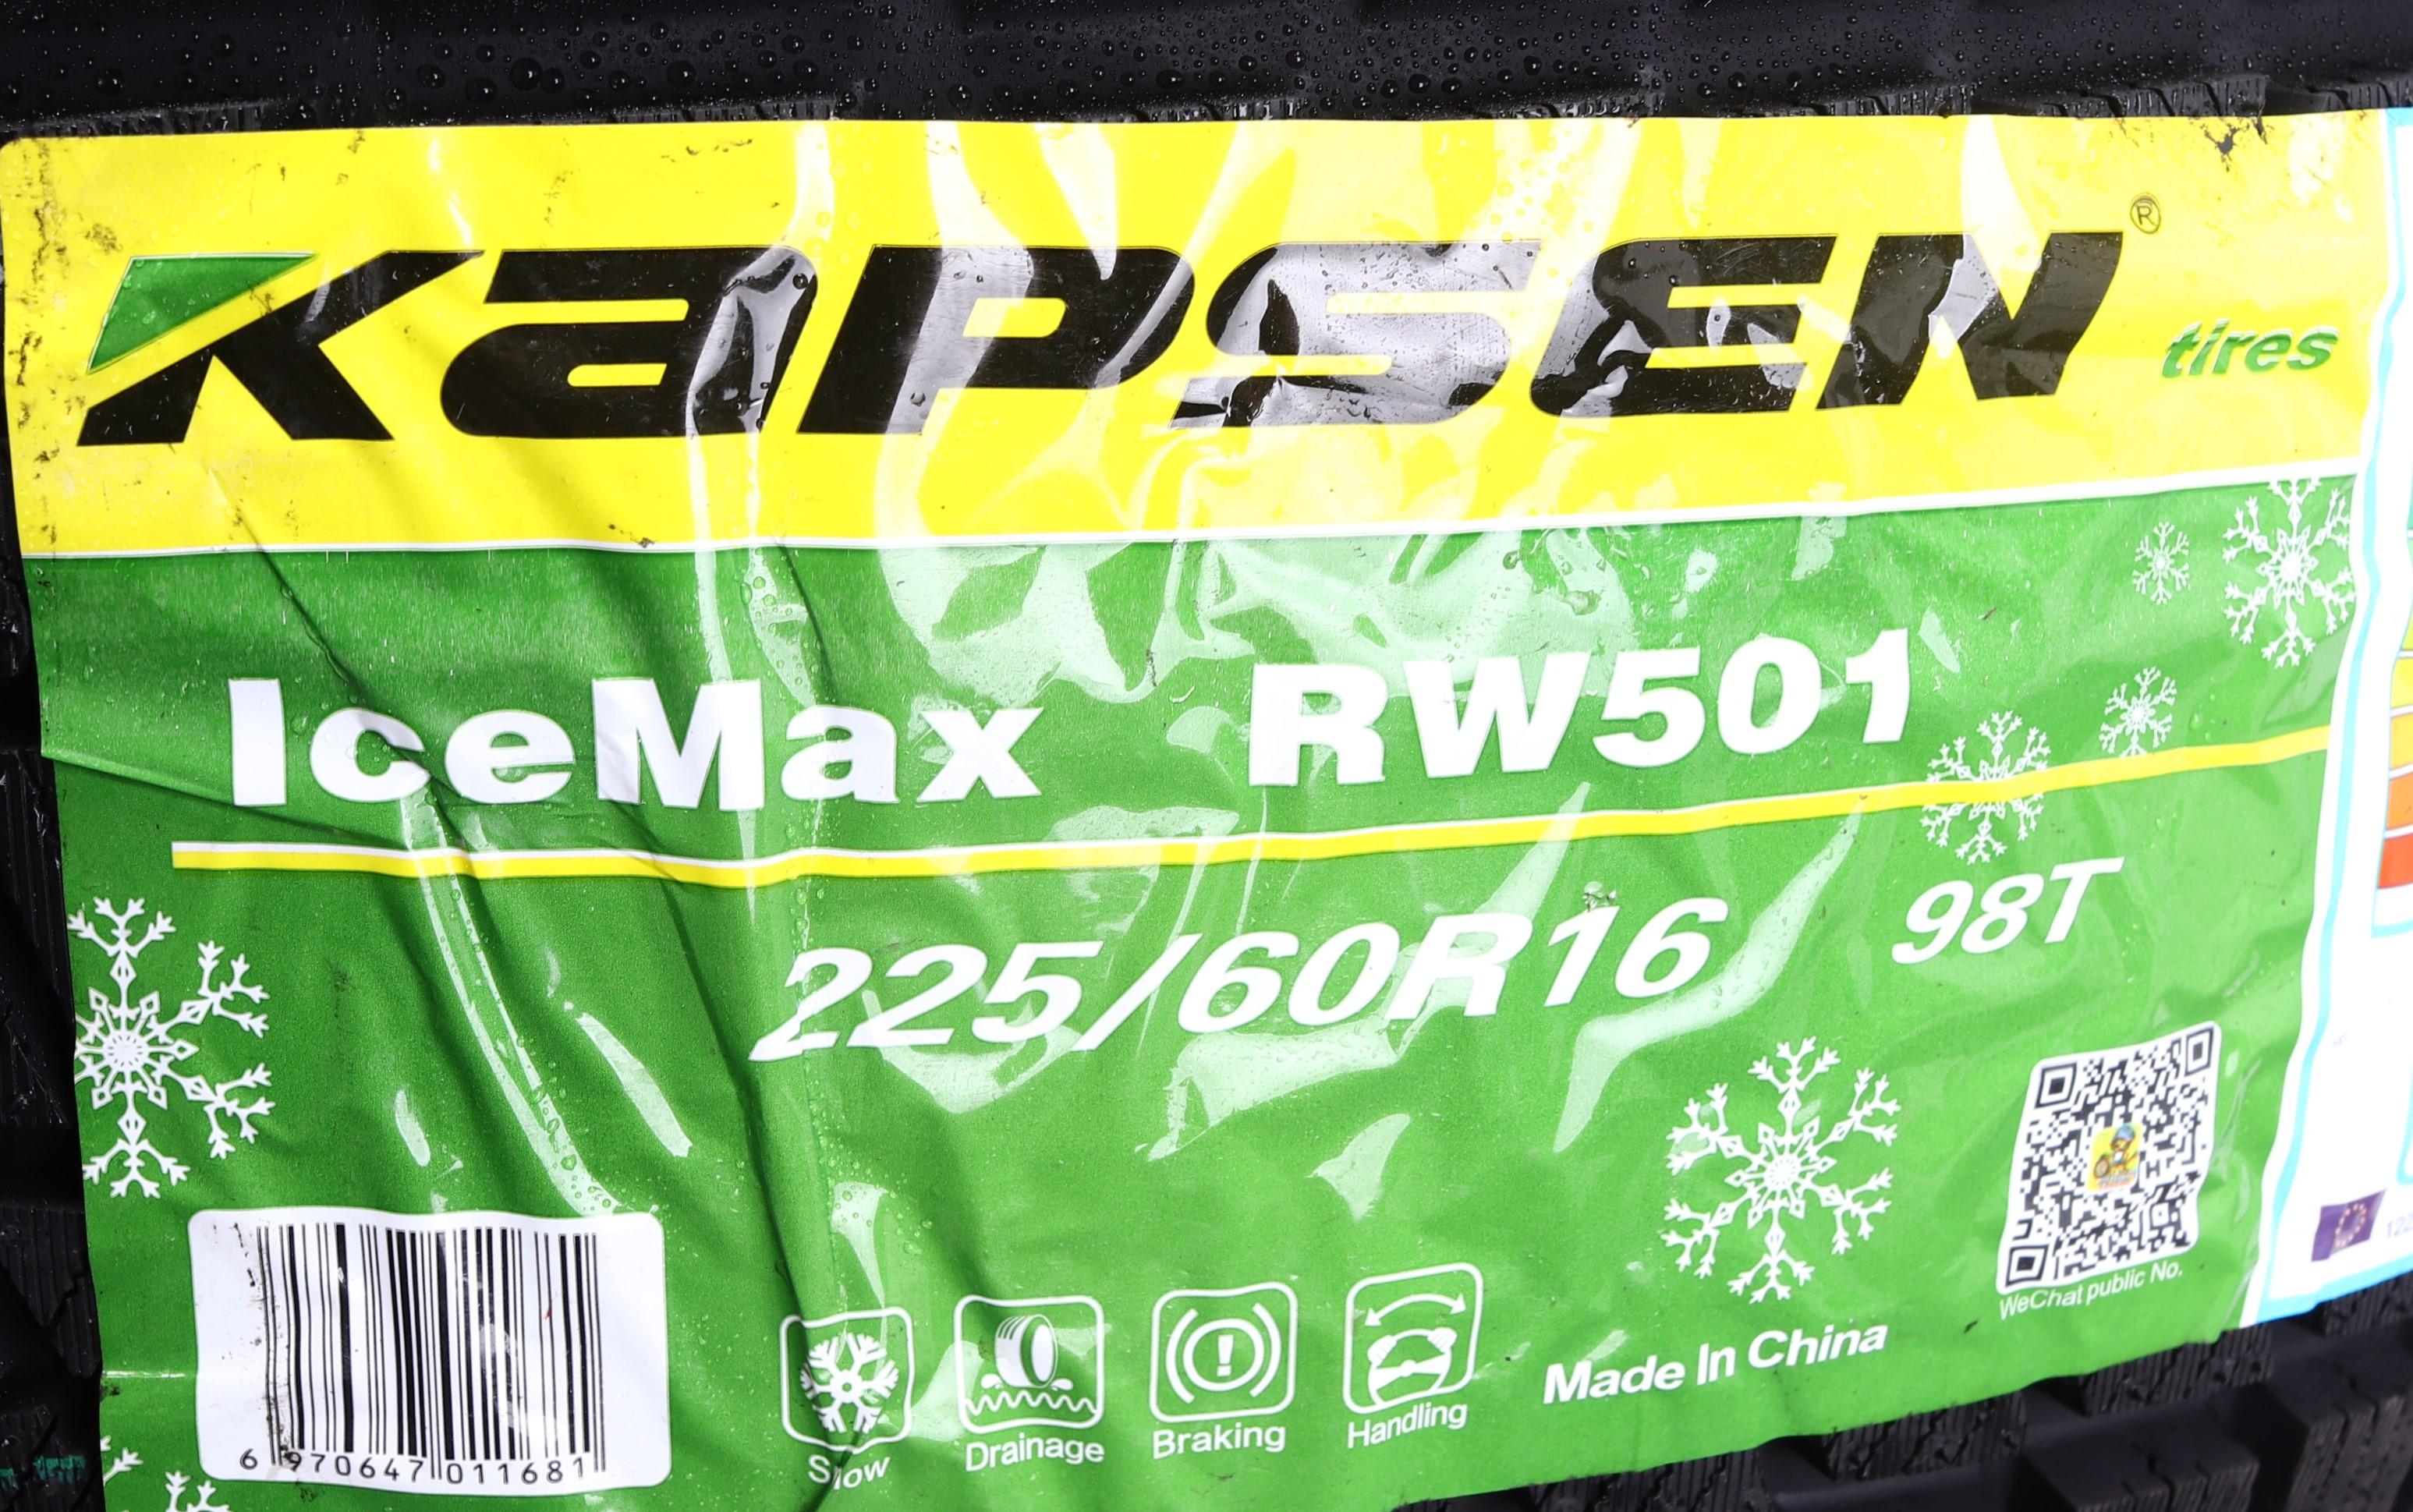 KAPSEN®
tires
IceMax RW501
225/60R16 98T
WeChat public No.
Made In China
Snow
Drainage
Braking
Handling
6 970647 011681